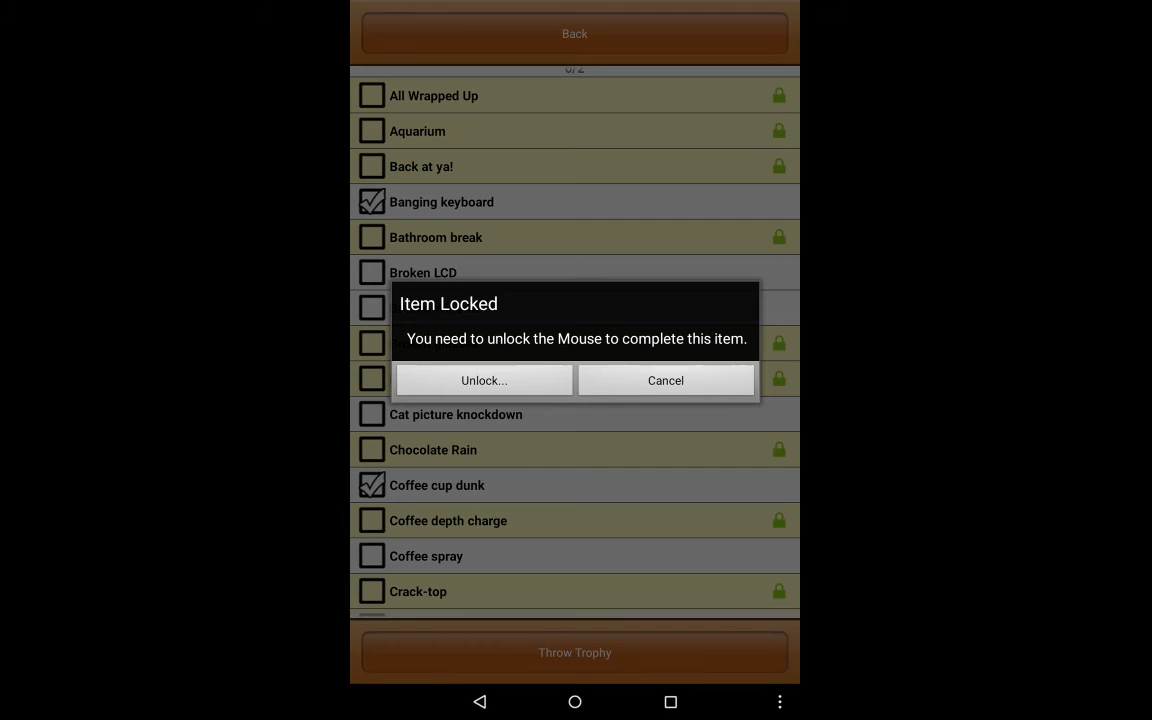 Back
All Wrapped Up
Aquarium
Back at ya!
Banging keyboard
Bathroom break
Broken LCD
Item Locked
You need to unlock the Mouse to complete this item.
Unlock...
Cancel
Cat picture knockdown
Chocolate Rain
Coffee cup dunk
Coffee depth charge
Coffee spray
Crack-top
Throw Trophy